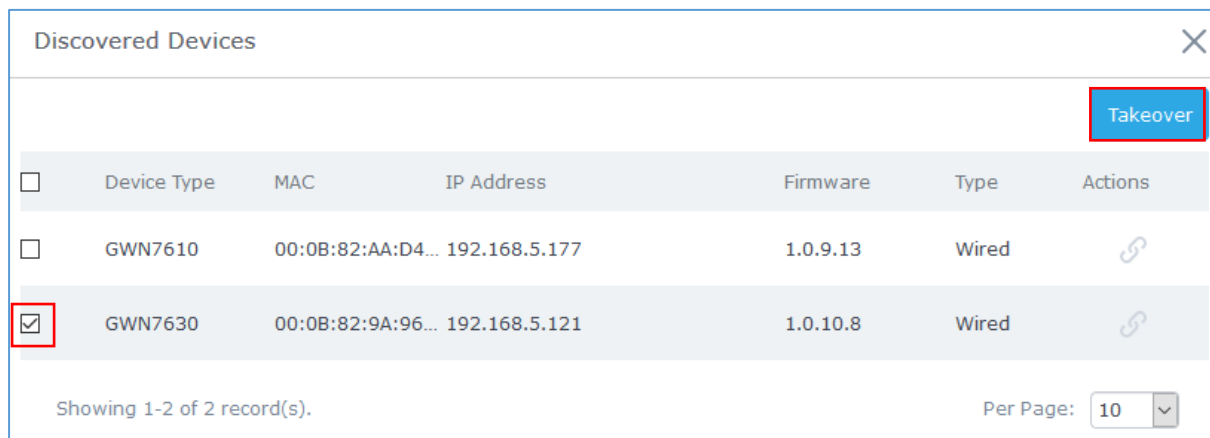 Discovered Devices
Takeover
Device Type MAC IP Address Firmware Type Actions
GWN7610 00:0B:82:AA:D4... 192.168.5.177 1.0.9.13 Wired
GWN7630 00:0B:82:9A:96... 192.168.5.121 1.0.10.8 Wired
Showing 1-2 of 2 record(s). Per Page: 10